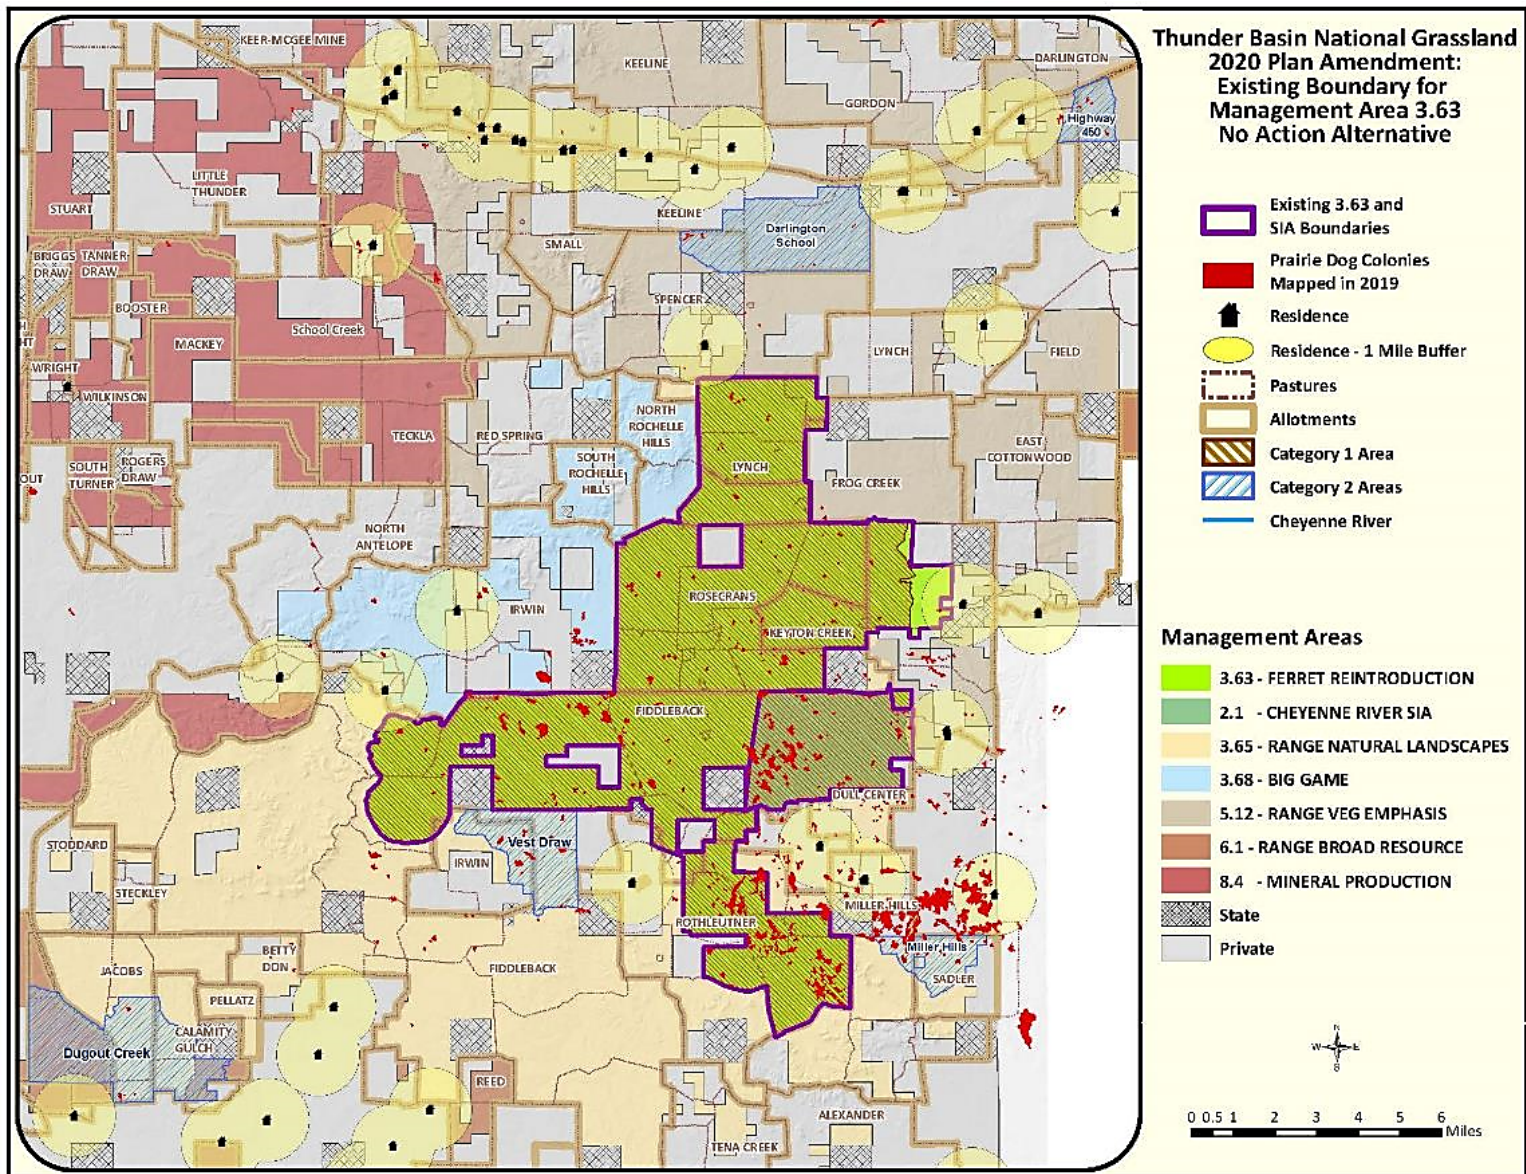 Thunder Basin National Grassland
2020 Plan Amendment:
Existing Boundary for
Management Area 3.63
No Action Alternative
Existing 3.63 and
SIA Boundaries
Prairie Dog Colonies
Mapped in 2019
Residence
Residence - 1 Mile Buffer
Pastures
Allotments
Category 1 Area
Category 2 Areas
Cheyenne River
Management Areas
3.63 - FERRET REINTRODUCTION
2.1 - CHEYENNE RIVER SIA
3.65 - RANGE NATURAL LANDSCAPES
3.68 - BIG GAME
5.12 - RANGE VEG EMPHASIS
6.1 - RANGE BROAD RESOURCE
8.4 - MINERAL PRODUCTION
State
Private
N
W E
S
0 0.5 1 2 3 4 5 6
Miles
KEER-MCGEE MINE
KEELINE
DARLINGTON
GORDON
Highway
450
LITTLE
THUNDER
STUART
KEELINE
Darlington
School
SMALL
BRIGGS
DRAW
TANNER
DRAW
SPENCER
BOOSTER
School Creek
MACKEY
HT
LYNCH
FIELD
WRIGHT
WILKINSON
NORTH
ROCHELLE
HILLS
TECKLA
RED SPRING
EAST
COTTONWOOD
SOUTH
ROCHELLE
HILLS
LYNCH
SOUTH
TURNER
ROGERS
DRAW
OUT
FROG CREEK
NORTH
ANTELOPE
ROSECRANS
IRWIN
KEYTON CREEK
FIDDLEBACK
DULL CENTER
STODDARD
Vest Draw
IRWIN
STECKLEY
MILLER HILLS
ROTHLEUTNER
BETTY
DON
Miller Hills
JACOBS
FIDDLEBACK
SADLER
PELLATZ
CALAMITY
GULCH
Dugout Creek
REED
ALEXANDER
TENA CREEK